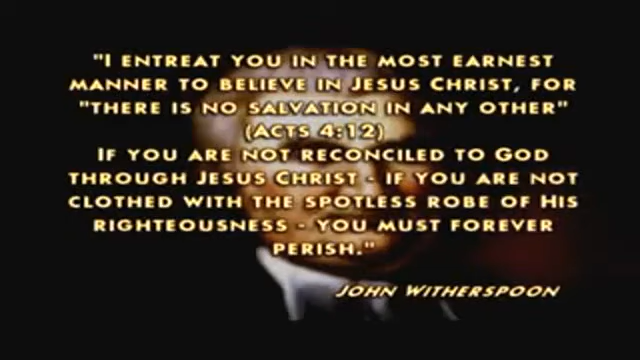 "I ENTREAT YOU IN THE MOST EARNEST
MANNER TO BELIEVE IN JESUS CHRIST, FOR
"THERE IS NO SALVATION IN ANY OTHER"
(ACTS 4:12)
IF YOU ARE NOT RECONCILED TO GOD
THROUGH JESUS CHRIST - IF YOU ARE NOT
CLOTHED WITH THE SPOTLESS ROBE OF HIS
RIGHTEOUSNESS - YOU MUST FOREVER
PERISH."
JOHN WITHERSPOON